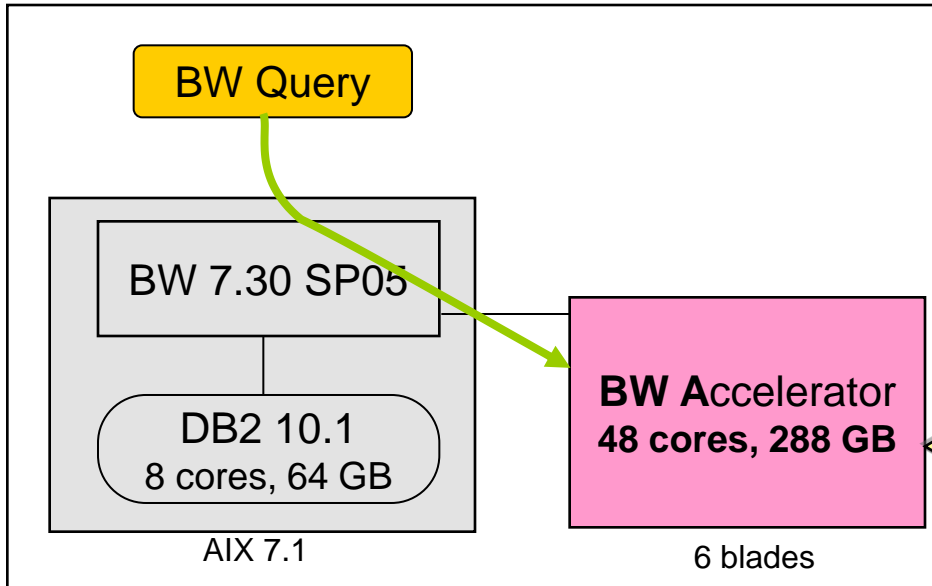 BW Query
BW 7.30 SP05
DB2 10.1
8 cores, 64 GB
AIX 7.1
BW Accelerator
48 cores, 288 GB
6 blades